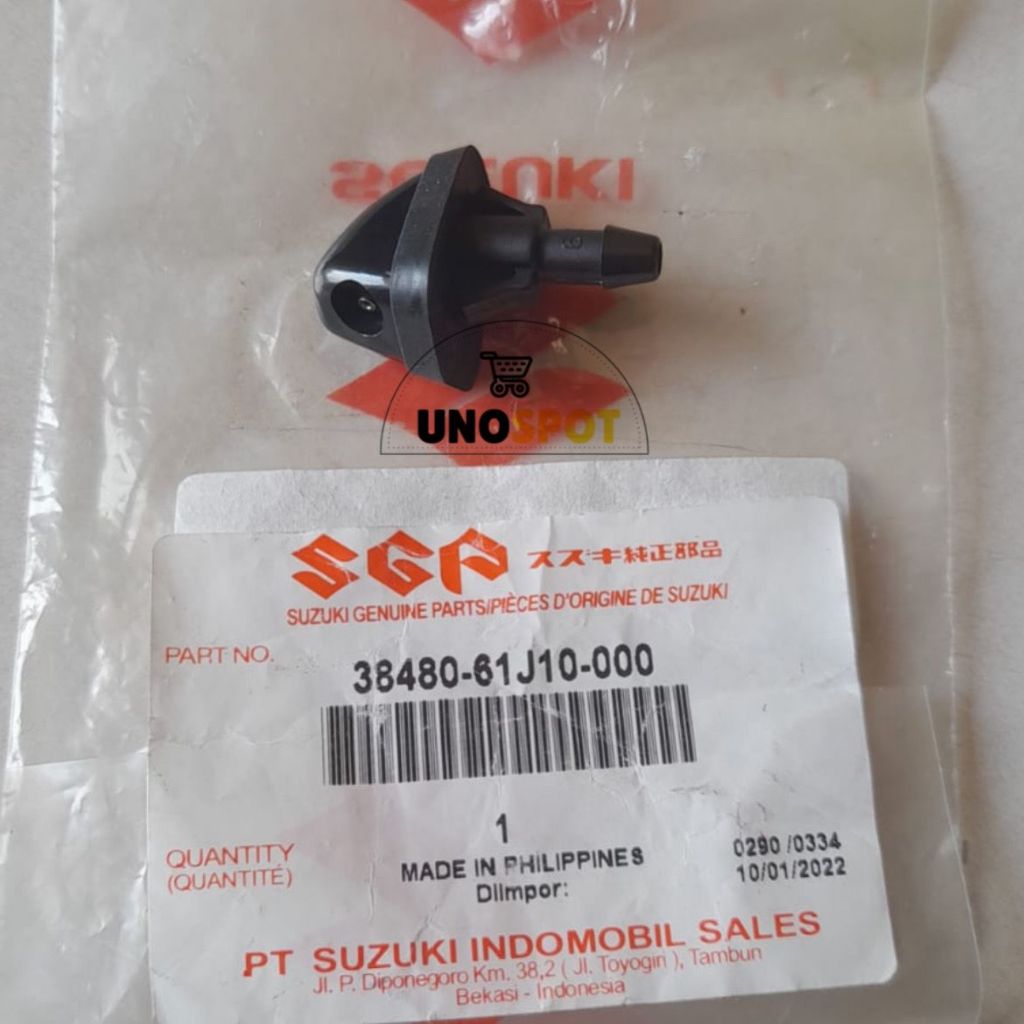 SUZUKI
UNOSPOT
SGP スズキ純正部品
SUZUKI GENUINE PARTS/PIÈCES D'ORIGINE DE SUZUKI
PART NO.
38480-61J10-000
1
QUANTITY
(QUANTITÉ)
MADE IN PHILIPPINES
DIImpor:
0290 /0334
10/01/2022
PT SUZUKI INDOMOBIL SALES
Jl. P. Diponegoro Km. 38,2 ( Jl. Toyogiri ), Tambun
Bekasi - Indonesia